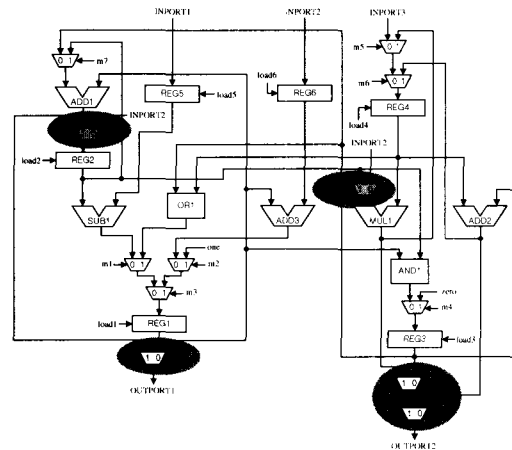 INPORT1
INPORT2
INPORT3
m5
0 1
0 1
m7
m6
0 1
load6
ADD1
REG5
load5
REG6
REG4
load4
INPORT2
INPORT2
load2
REG2
SUB1
OR1
ADD3
MUL1
ADD2
one
m1
0 1
0 1
m2
AND1
0 1
m3
zero
0 1
m4
load1
REG1
REG3
load3
1 0
1 0
OUTPORT1
1 0
OUTPORT2